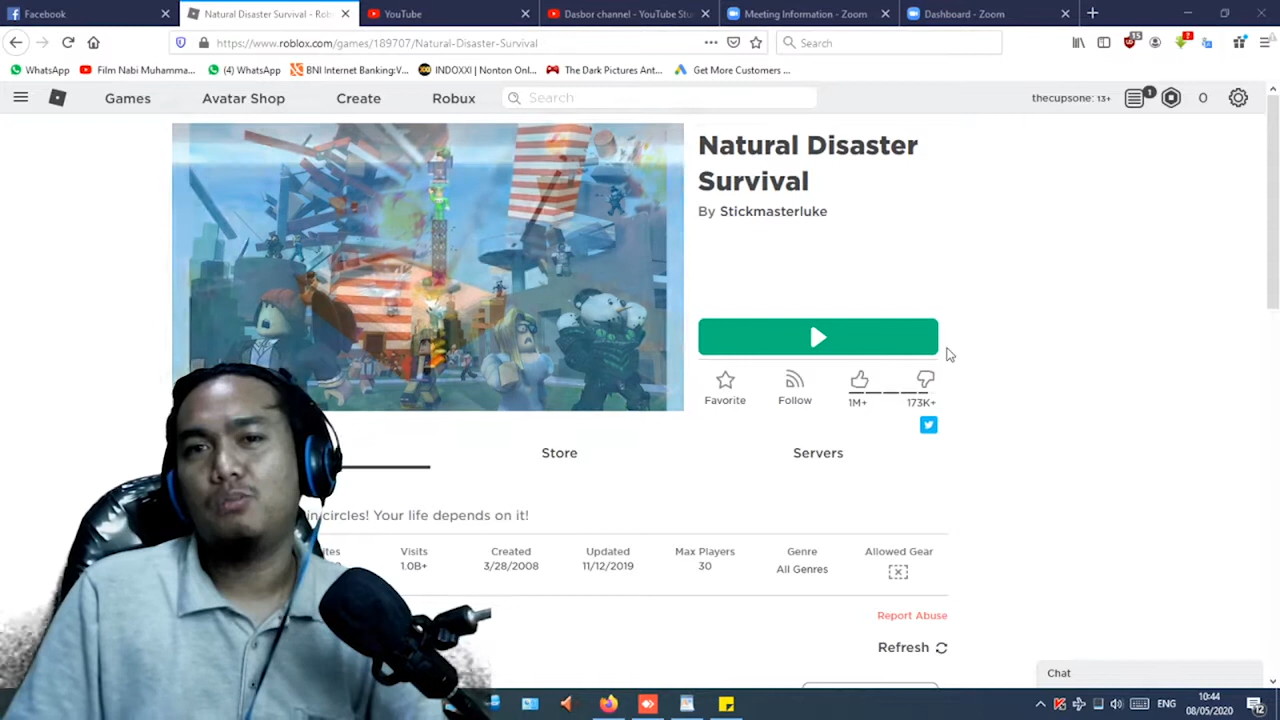 Facebook
Natural Disaster Survival - Rob
YouTube
Dasbor channel - YouTube Stu
Meeting Information - Zoom
Dashboard - Zoom
https://www.roblox.com/games/189707/Natural-Disaster-Survival
Search
15
WhatsApp
Film Nabi Muhamma...
(4) WhatsApp
BNI Internet Banking:V...
INDOXXI | Nonton Onl...
The Dark Pictures Ant...
Get More Customers ...
Games
Avatar Shop
Create
Robux
Search
thecupsone: 13+
1
0
Natural Disaster
Survival
By Stickmasterluke
Favorite
Follow
1M+
173K+
Store
Servers
in circles! Your life depends on it!
Visits
Created
Updated
Max Players
Genre
Allowed Gear
1.0B+
3/28/2008
11/12/2019
30
All Genres
Report Abuse
Refresh
Chat
ENG
10:44
08/05/2020
12